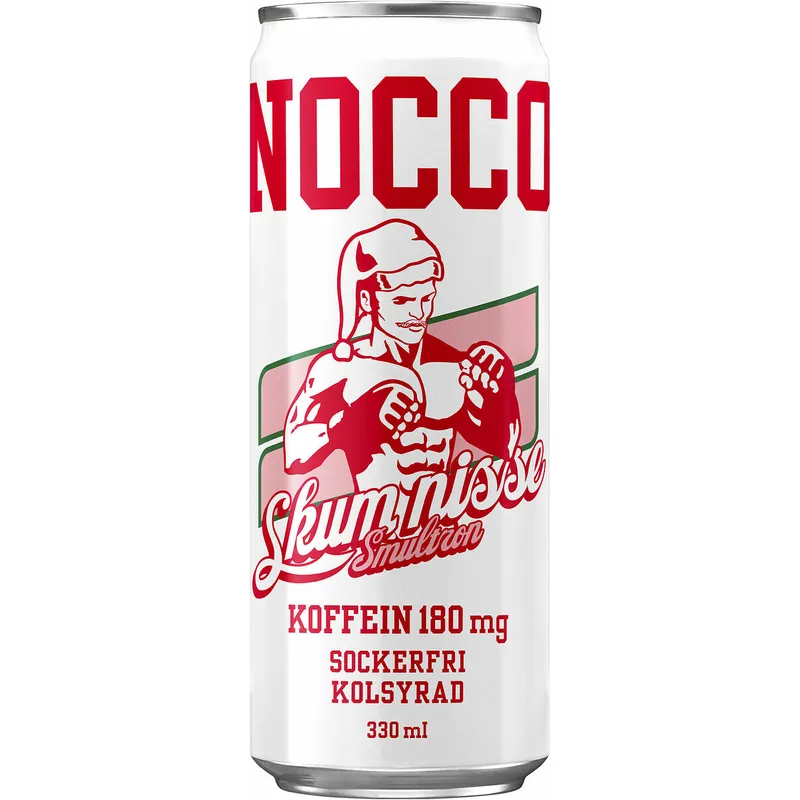 NOCCO
Skumnisse
Smultron
KOFFEIN 180 mg
SOCKERFRI
KOLSYRAD
330 ml